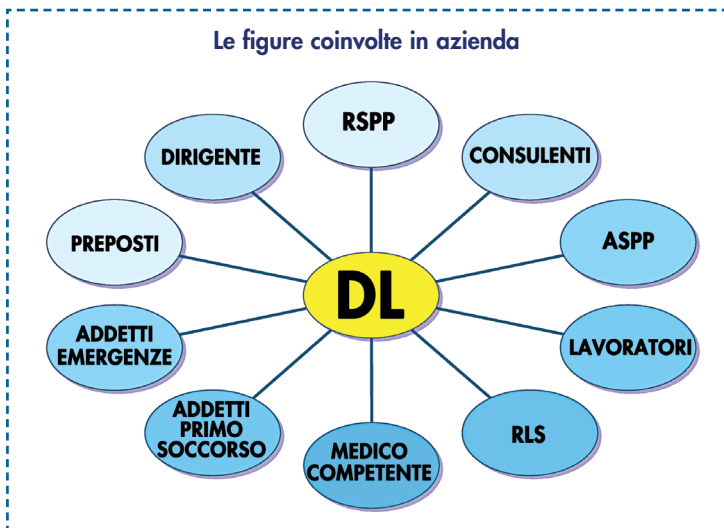 Le figure coinvolte in azienda
RSPP
DIRIGENTE
CONSULENTI
PREPOSTI
ASPP
DL
ADDETTI
EMERGENZE
LAVORATORI
ADDETTI
PRIMO
SOCCORSO
RLS
MEDICO
COMPETENTE